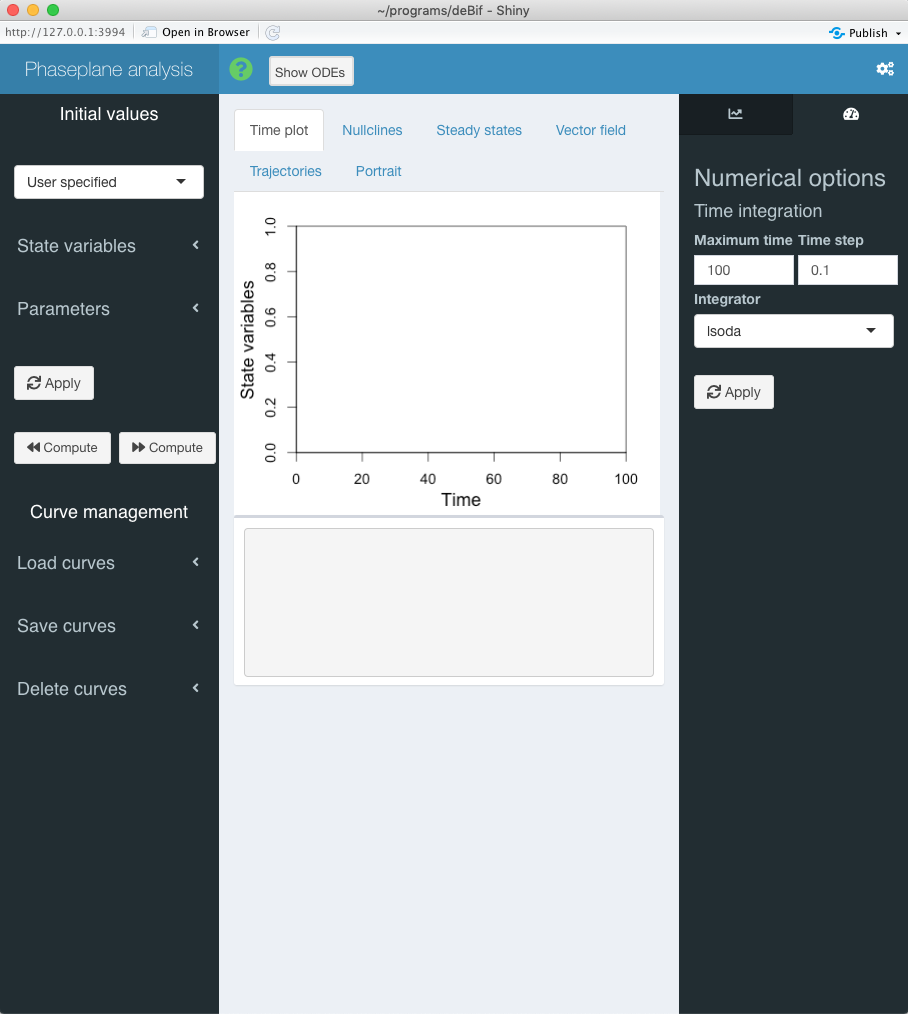 ~/programs/deBif - Shiny
http://127.0.0.1:3994 Open in Browser Publish
Phaseplane analysis
? Show ODEs
Initial values
User specified
State variables
Parameters
Apply
Compute Compute
Curve management
Load curves
Save curves
Delete curves
Time plot Nullclines Steady states Vector field
Trajectories Portrait
State variables
1.0
0.8
0.6
0.4
0.2
0.0
0 20 40 60 80 100
Time
Numerical options
Time integration
Maximum time Time step
100 0.1
Integrator
lsoda
Apply